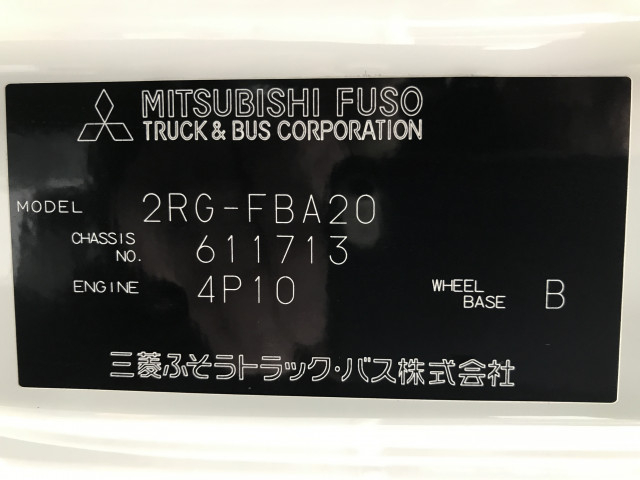 MITSUBISHI FUSO
TRUCK & BUS CORPORATION
MODEL 2RG-FBA20
CHASSIS NO. 611713
ENGINE 4P10 WHEEL BASE B
三菱ふそうトラック・バス株式会社